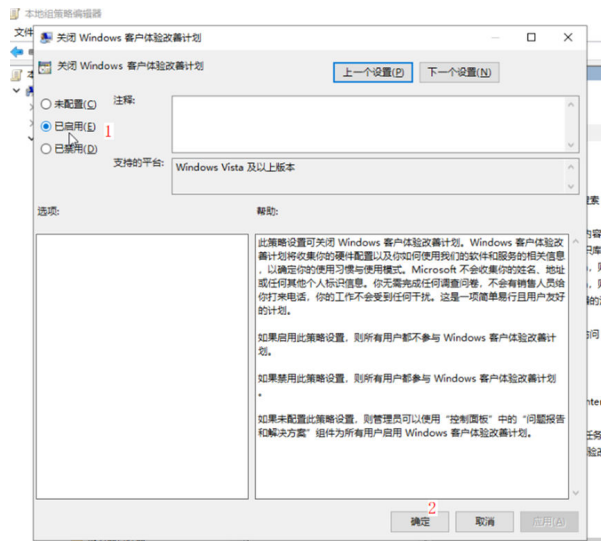 本地组策略编辑器
文件
关闭 Windows 客户体验改善计划
关闭 Windows 客户体验改善计划
上一个设置(P)
下一个设置(N)
未配置(C)
注释:
已启用(E)
1
已禁用(D)
支持的平台:
Windows Vista 及以上版本
选项:
帮助:
此策略设置可关闭 Windows 客户体验改善计划。Windows 客户体验改
善计划将收集你的硬件配置以及你如何使用我们的软件和服务的相关信息
，以确定你的使用习惯与使用模式。Microsoft 不会收集你的姓名、地址
或任何其他个人标识信息。你无需完成任何调查问卷，不会有销售人员给
你打来电话，你的工作不会受到任何干扰。这是一项简单易行且用户友好
的计划。
如果启用此策略设置，则所有用户都不参与 Windows 客户体验改善计
划。
如果禁用此策略设置，则所有用户都参与 Windows 客户体验改善计划
。
如果未配置此策略设置，则管理员可以使用“控制面板”中的“问题报告
和解决方案”组件为所有用户启用 Windows 客户体验改善计划。
2
确定
取消
应用(A)